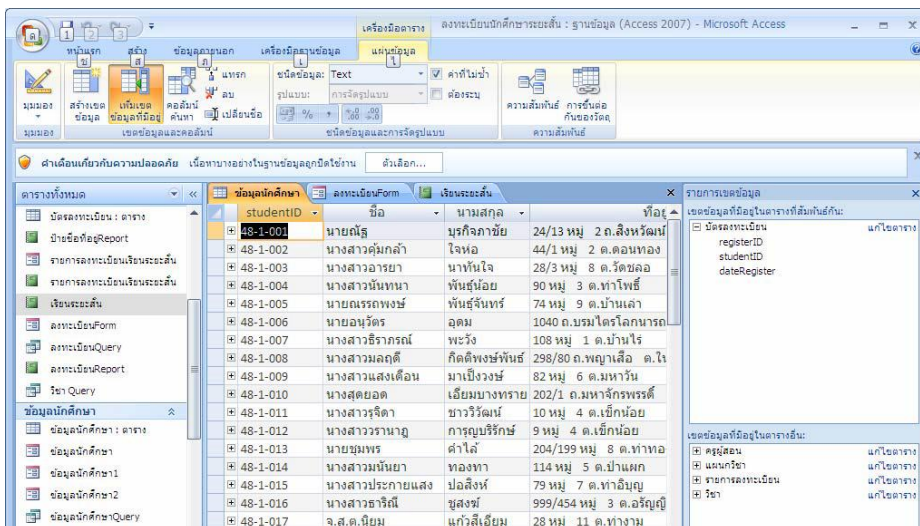 เครื่องมือตาราง ลงทะเบียนนักศึกษาระยะสั้น : ฐานข้อมูล (Access 2007) - Microsoft Access
หน้าแรก สร้าง ข้อมูลภายนอก เครื่องมือฐานข้อมูล แผ่นข้อมูล
แทรก ชนิดข้อมูล: Text ค่าที่ไม่ซ้ำ
ลบ รูปแบบ: การจัดรูปแบบ ต้องระบุ
มุมมอง สร้างเขตข้อมูล เพิ่มเขตข้อมูลที่มีอยู่ คอลัมน์ค้นหา เปลี่ยนชื่อ ความสัมพันธ์ การขึ้นต่อกันของวัตถุ
มุมมอง เขตข้อมูลและคอลัมน์ ชนิดข้อมูลและการจัดรูปแบบ ความสัมพันธ์
คำเตือนเกี่ยวกับความปลอดภัย เนื้อหาบางอย่างในฐานข้อมูลถูกปิดใช้งาน ตัวเลือก...
ตารางทั้งหมด
บัตรลงทะเบียน : ตาราง
ป้ายชื่อที่อยู่Report
รายการลงทะเบียนเรียนระยะสั้น
รายการลงทะเบียนเรียนระยะสั้น
เรียนระยะสั้น
ลงทะเบียนForm
ลงทะเบียนQuery
ลงทะเบียนReport
วิชา Query
ข้อมูลนักศึกษา
ข้อมูลนักศึกษา : ตาราง
ข้อมูลนักศึกษา
ข้อมูลนักศึกษา1
ข้อมูลนักศึกษา2
ข้อมูลนักศึกษาQuery
ข้อมูลนักศึกษา ลงทะเบียนForm เรียนระยะสั้น
studentID ชื่อ นามสกุล ที่อยู่
48-1-001 นายณัฐ บุรกิจภาชัย 24/13 หมู่ 2 ถ.สิงหวัฒน์
48-1-002 นางสาวคุ้มกล้า ใจห่อ 44/1 หมู่ 2 ต.ดอนทอง
48-1-003 นางสาวอารยา นาทันใจ 28/3 หมู่ 8 ต.วัดชลอ
48-1-004 นางสาวนันทนา พันธุ์น้อย 90 หมู่ 3 ต.ท่าโพธิ์
48-1-005 นายณรรถพงษ์ พันธุ์จันทร์ 74 หมู่ 9 ต.บ้านเลา
48-1-006 นายอนุวัตร อุดม 1040 ถ.บรมไตรโลกนารถ
48-1-007 นางสาวธิราภรณ์ พะวัง 108 หมู่ 1 ต.บ้านไร่
48-1-008 นางสาวมลฤดี กิตติพงษ์พันธ์ 298/80 ถ.พญาเสือ ต.ใน
48-1-009 นางสาวแสงเดือน มาเป็งวงษ์ 82 หมู่ 6 ต.มหาวัน
48-1-010 นางสุดยอด เอี่ยมบางทราย 202/1 ถ.มหาจักรพรรดิ์
48-1-011 นางสาวรุจิดา ชาววิวัฒน์ 10 หมู่ 4 ต.เข็กน้อย
48-1-012 นางสาววรานาฎ การุญบริรักษ์ 9 หมู่ 4 ต.เข็กน้อย
48-1-013 นายชุมพร คำไล้ 204/199 หมู่ 8 ต.ท่าทอ
48-1-014 นางสาวมนันยา ทองทา 114 หมู่ 5 ต.ป่าแผก
48-1-015 นางสาวประกายแสง ปอสิงห์ 79 หมู่ 7 ต.ท่าอิบุญ
48-1-016 นางสาวธาริณี ชูสงฆ์ 999/454 หมู่ 3 ต.อรัญญิ
48-1-017 จ.ส.ต.นิยม แก้วสีเอี่ยม 28 หมู่ 11 ต.ท่างาม
รายการเขตข้อมูล
เขตข้อมูลที่มีอยู่ในตารางที่สัมพันธ์กัน:
บัตรลงทะเบียน แก้ไขตาราง
registerID
studentID
dateRegister
เขตข้อมูลที่มีอยู่ในตารางอื่น:
ครูผู้สอน แก้ไขตาราง
แผนกวิชา แก้ไขตาราง
รายการลงทะเบียน แก้ไขตาราง
วิชา แก้ไขตาราง